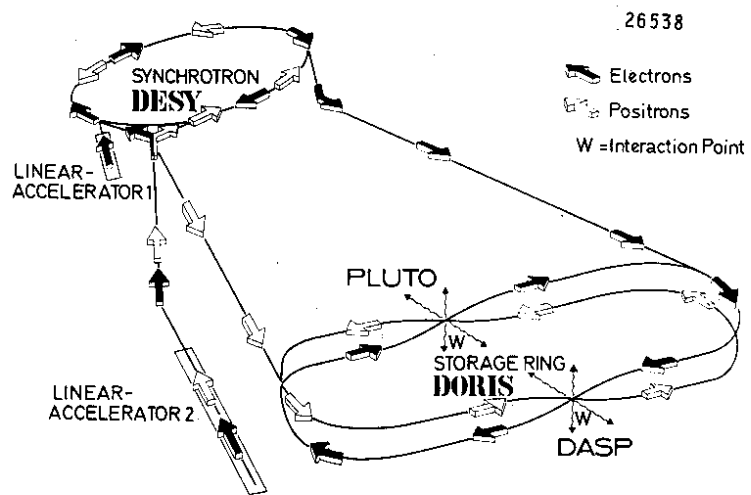 26538
Electrons
Positrons
W =Interaction Point
SYNCHROTRON
DESY
LINEAR-
ACCELERATOR 1
PLUTO
W
STORAGE RING
DORIS
LINEAR-
ACCELERATOR 2
W
DASP